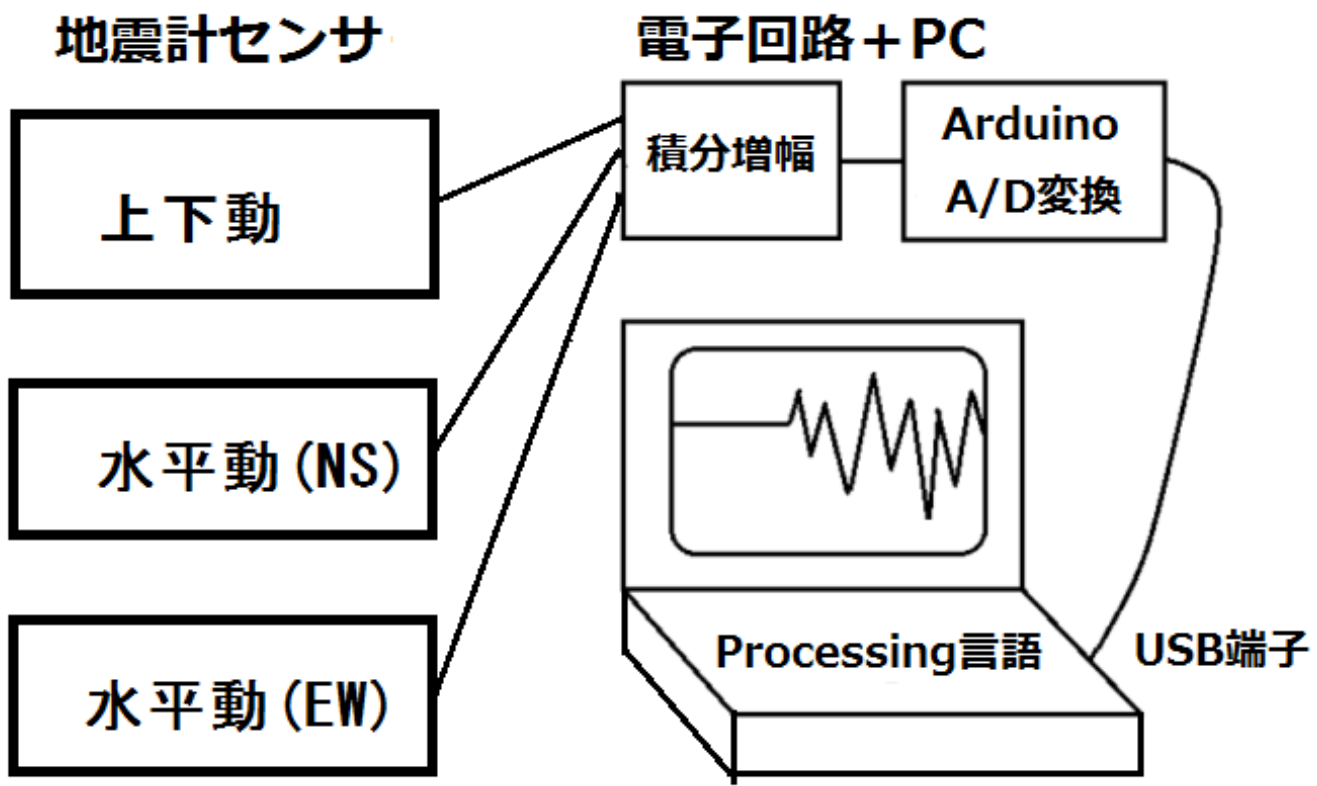 地震計センサ
電子回路＋PC
上下動
水平動(NS)
水平動(EW)
積分増幅
Arduino
A/D変換
Processing言語
USB端子